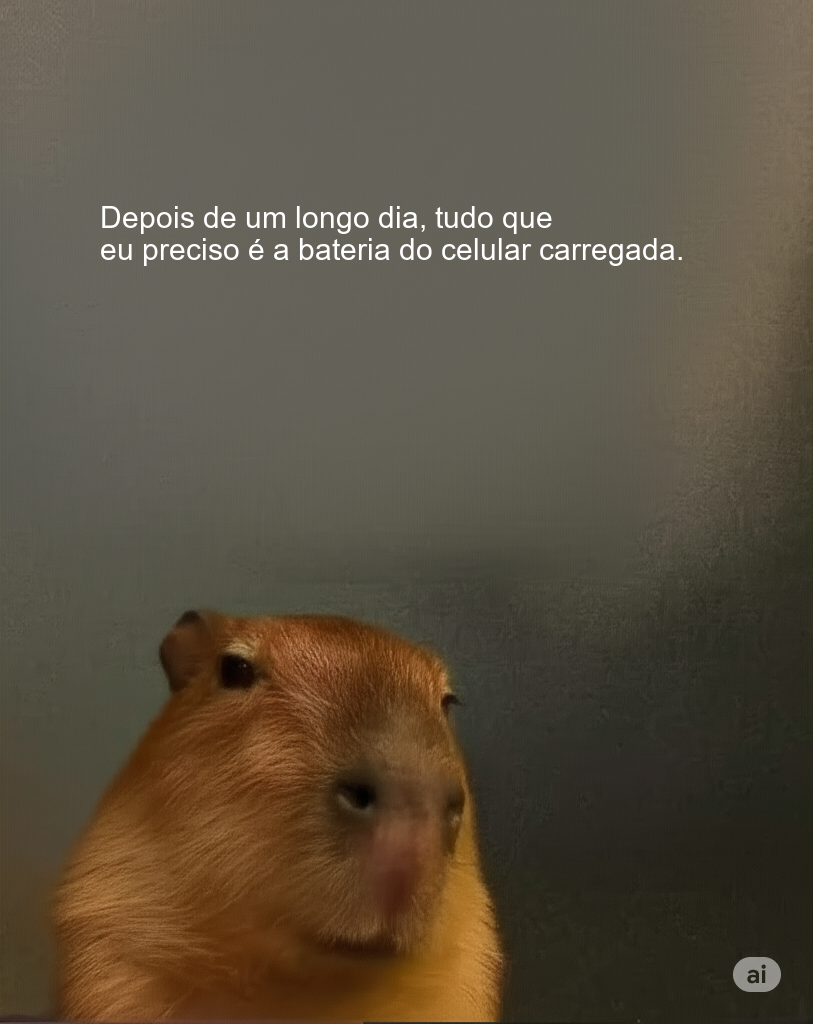 Depois de um longo dia, tudo que
eu preciso é a bateria do celular carregada.
ai